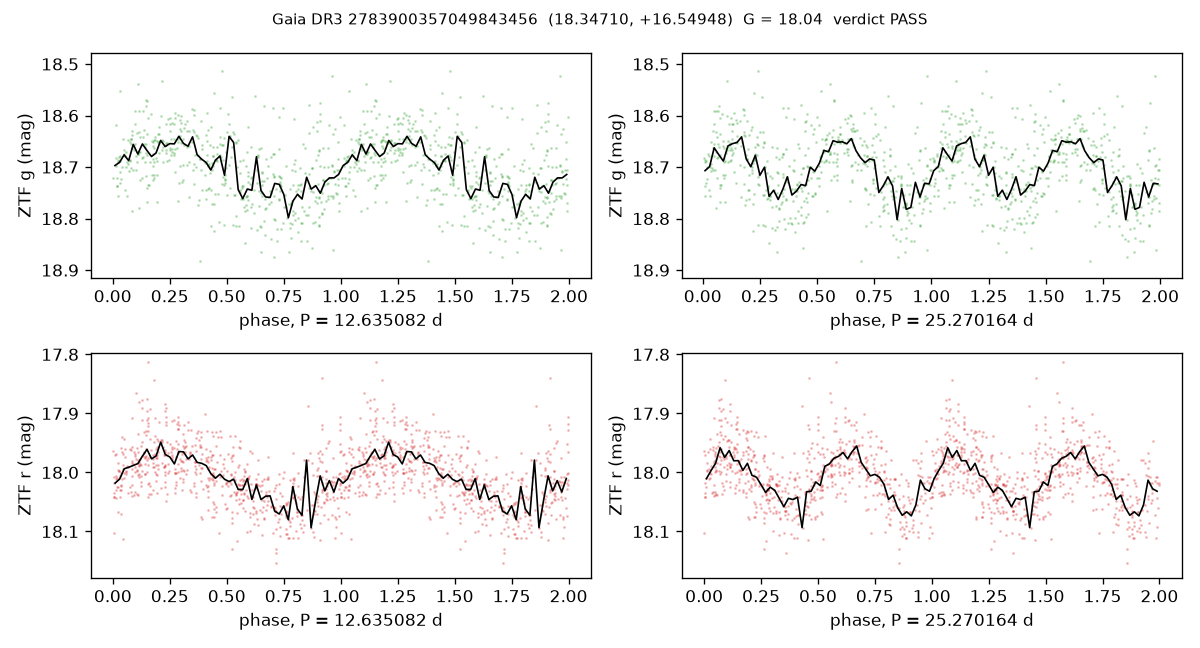 Gaia DR3 2783900357049843456  (18.34710, +16.54948)  G = 18.04  verdict PASS
ZTF g (mag)
18.5
18.6
18.7
18.8
18.9
0.00 0.25 0.50 0.75 1.00 1.25 1.50 1.75 2.00
phase, P = 12.635082 d
ZTF g (mag)
18.5
18.6
18.7
18.8
18.9
0.00 0.25 0.50 0.75 1.00 1.25 1.50 1.75 2.00
phase, P = 25.270164 d
ZTF r (mag)
17.8
17.9
18.0
18.1
0.00 0.25 0.50 0.75 1.00 1.25 1.50 1.75 2.00
phase, P = 12.635082 d
ZTF r (mag)
17.8
17.9
18.0
18.1
0.00 0.25 0.50 0.75 1.00 1.25 1.50 1.75 2.00
phase, P = 25.270164 d